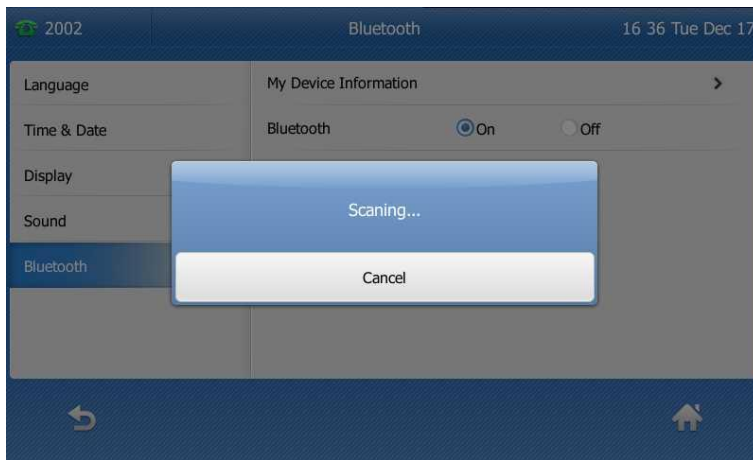 2002 Bluetooth 16 36 Tue Dec 17
Language
My Device Information
Time & Date
Bluetooth On Off
Display
Sound
Scaning...
Bluetooth
Cancel